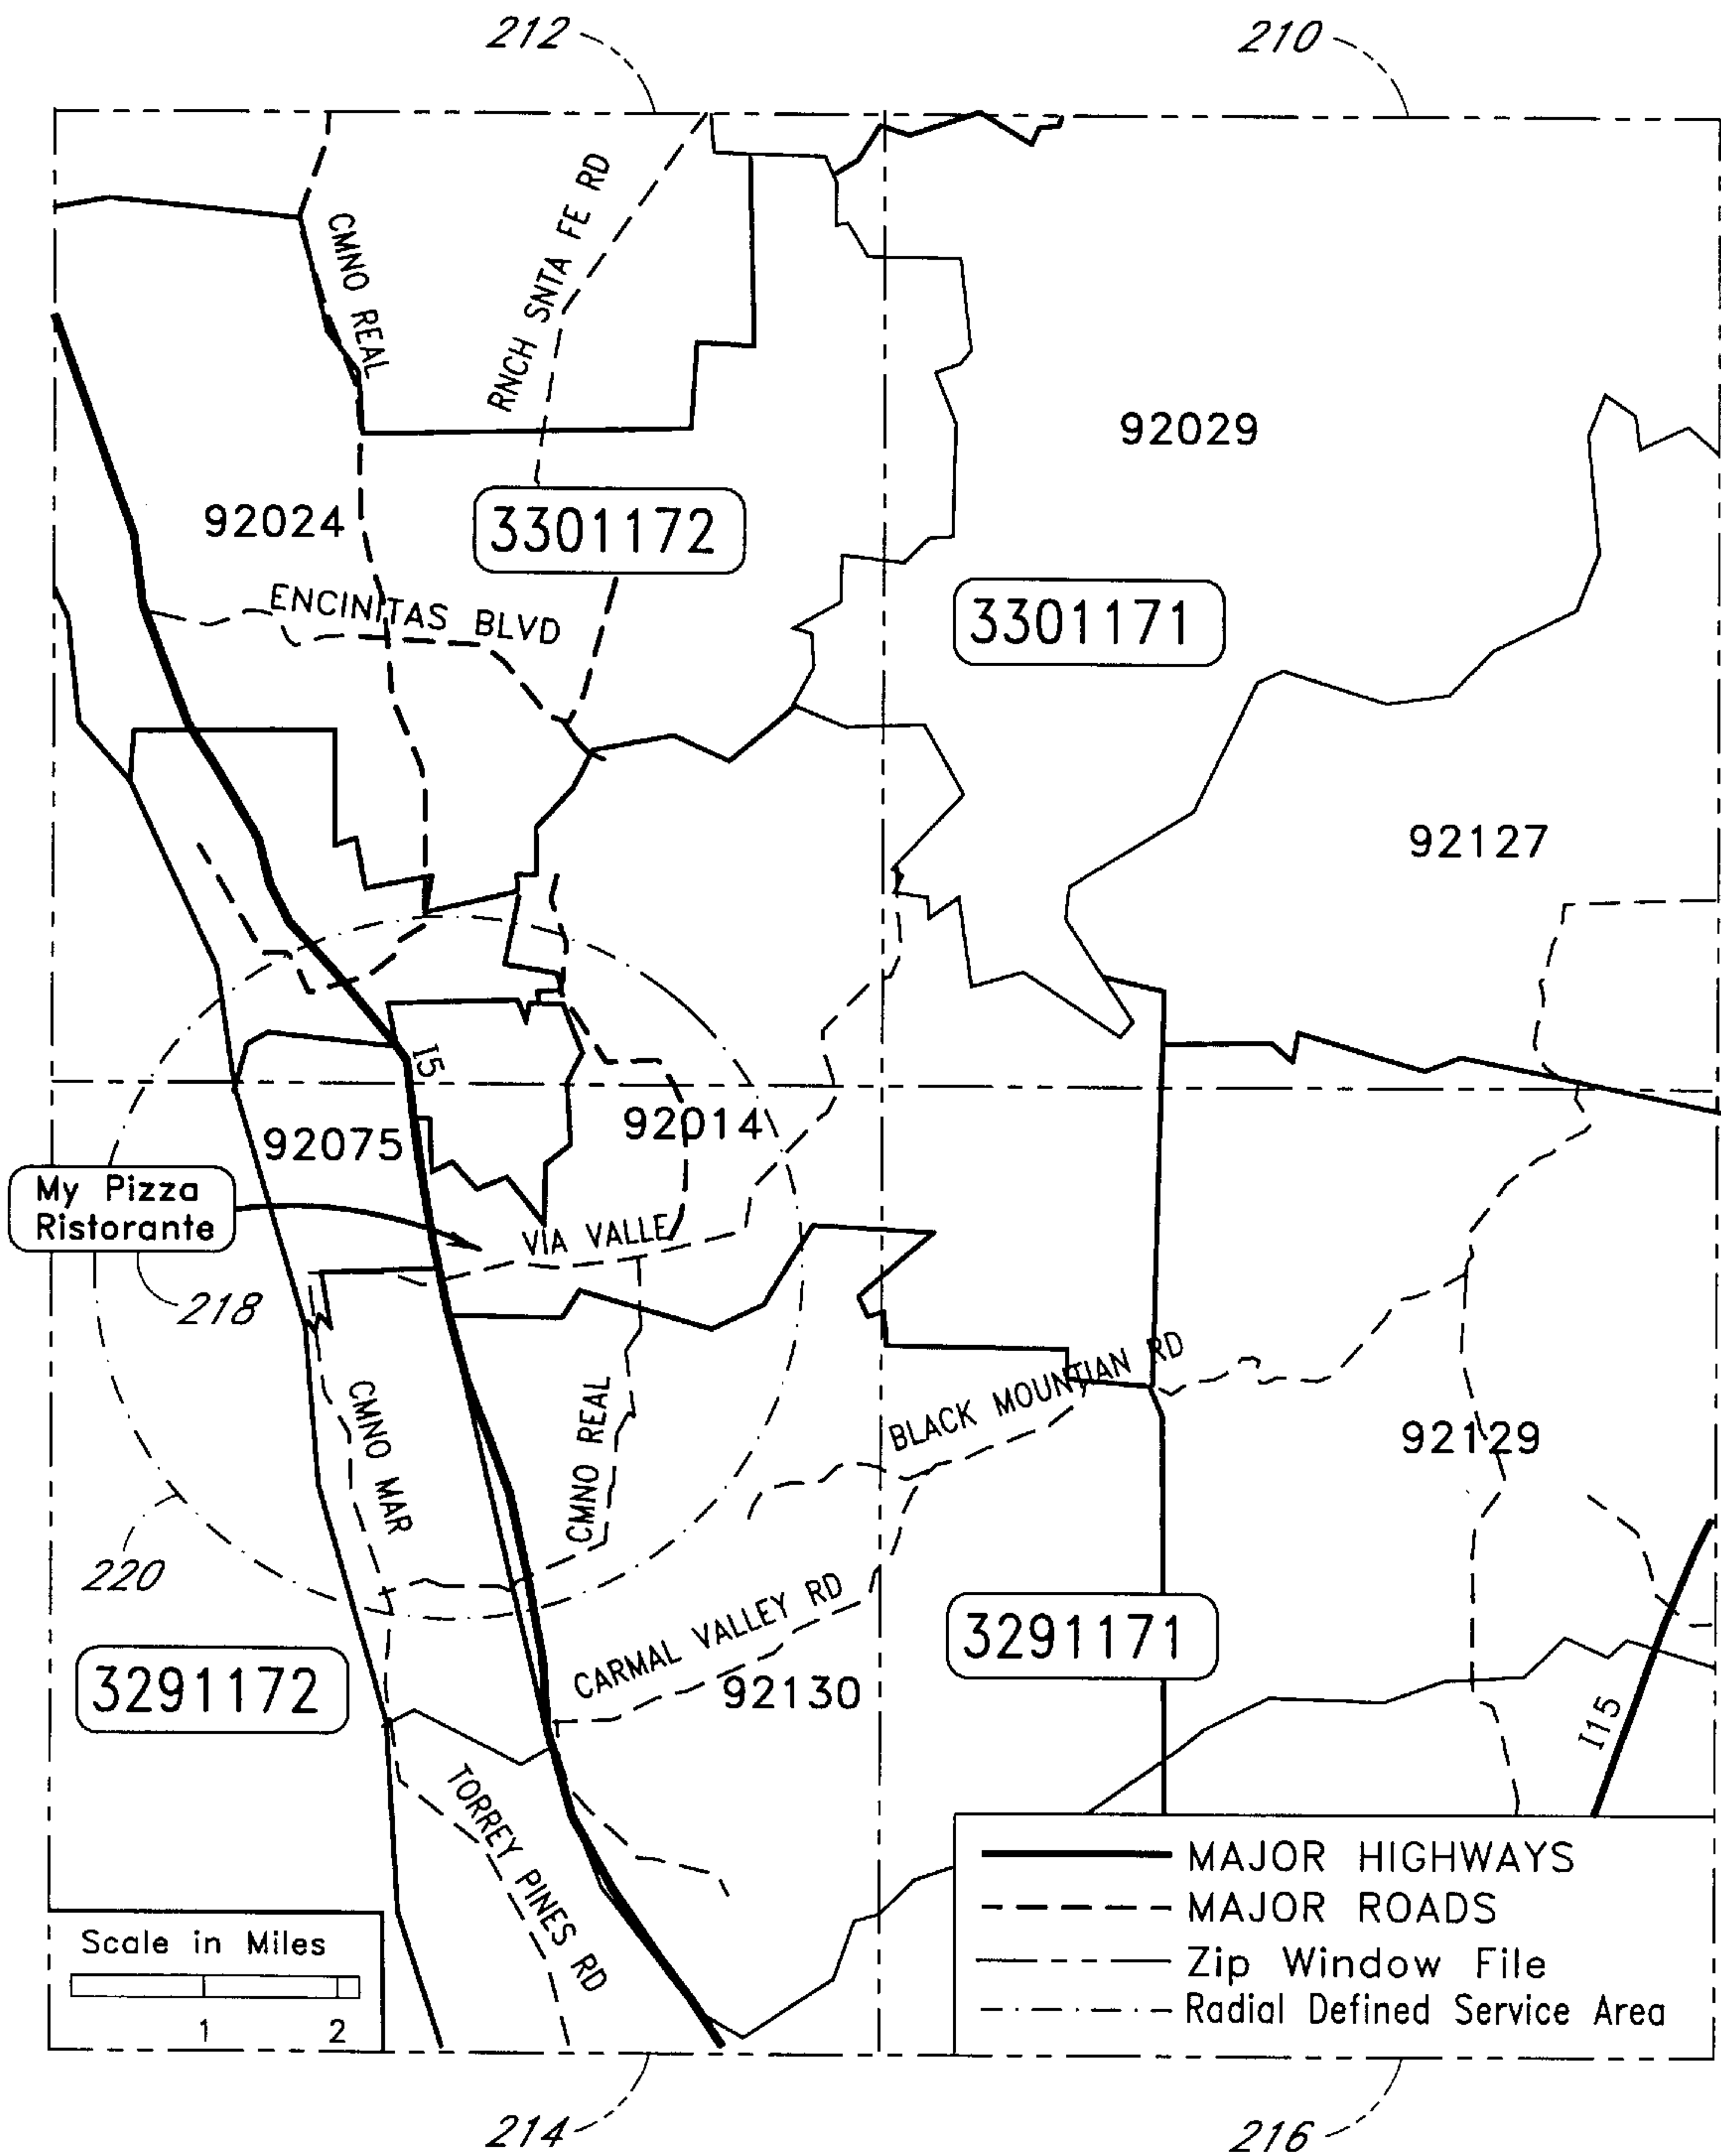 212
210
CMNO REAL
RNCH SNTA FE RD
92029
92024
3301172
ENCINITAS BLVD
3301171
92127
I5
92075
92014
My Pizza
Ristorante
VIA VALLE
218
BLACK MOUNTIAN RD
CMNO MAR
CMNO REAL
92129
220
CARMAL VALLEY RD
3291171
3291172
92130
I15
TORREY PINES RD
MAJOR HIGHWAYS
MAJOR ROADS
Zip Window File
Radial Defined Service Area
Scale in Miles
1 2
214
216